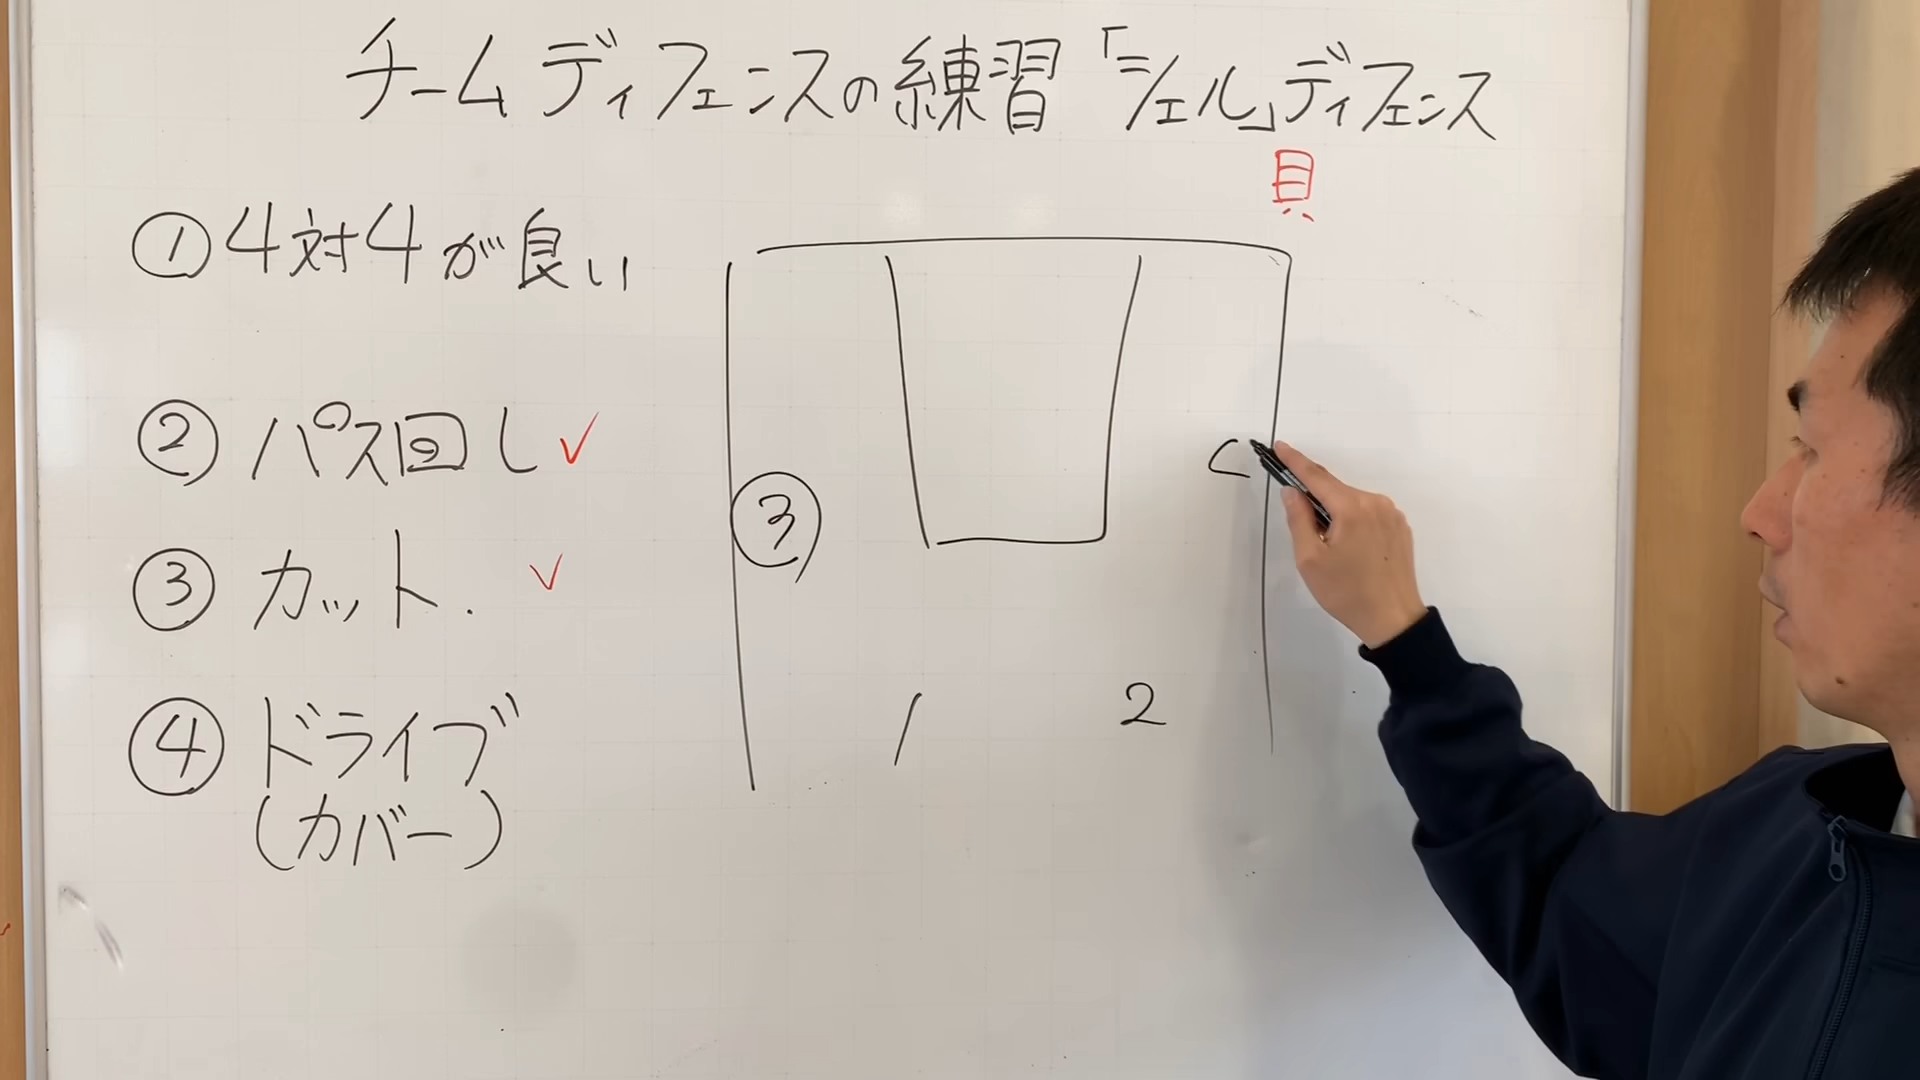 チームディフェンスの練習「シェル」ディフェンス
貝
①4対4が良い
②パス回し✓
③カット. ✓
④ドライブ
(カバー)
③
1
2